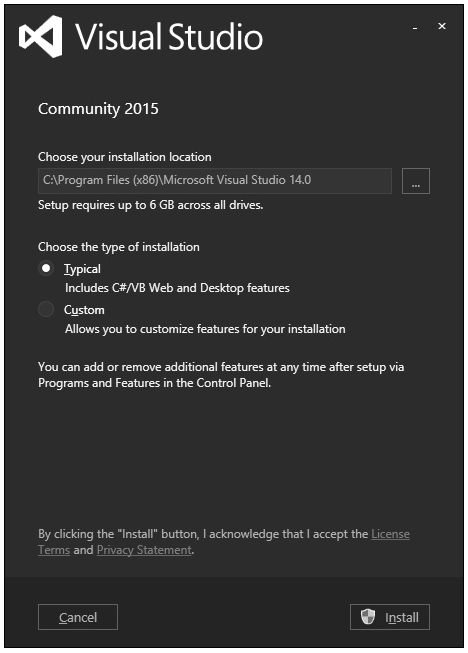 Visual Studio
Community 2015
Choose your installation location
C:\Program Files (x86)\Microsoft Visual Studio 14.0
...
Setup requires up to 6 GB across all drives.
Choose the type of installation
Typical
Includes C#/VB Web and Desktop features
Custom
Allows you to customize features for your installation
You can add or remove additional features at any time after setup via
Programs and Features in the Control Panel.
By clicking the "Install" button, I acknowledge that I accept the License
Terms and Privacy Statement.
Cancel
Install